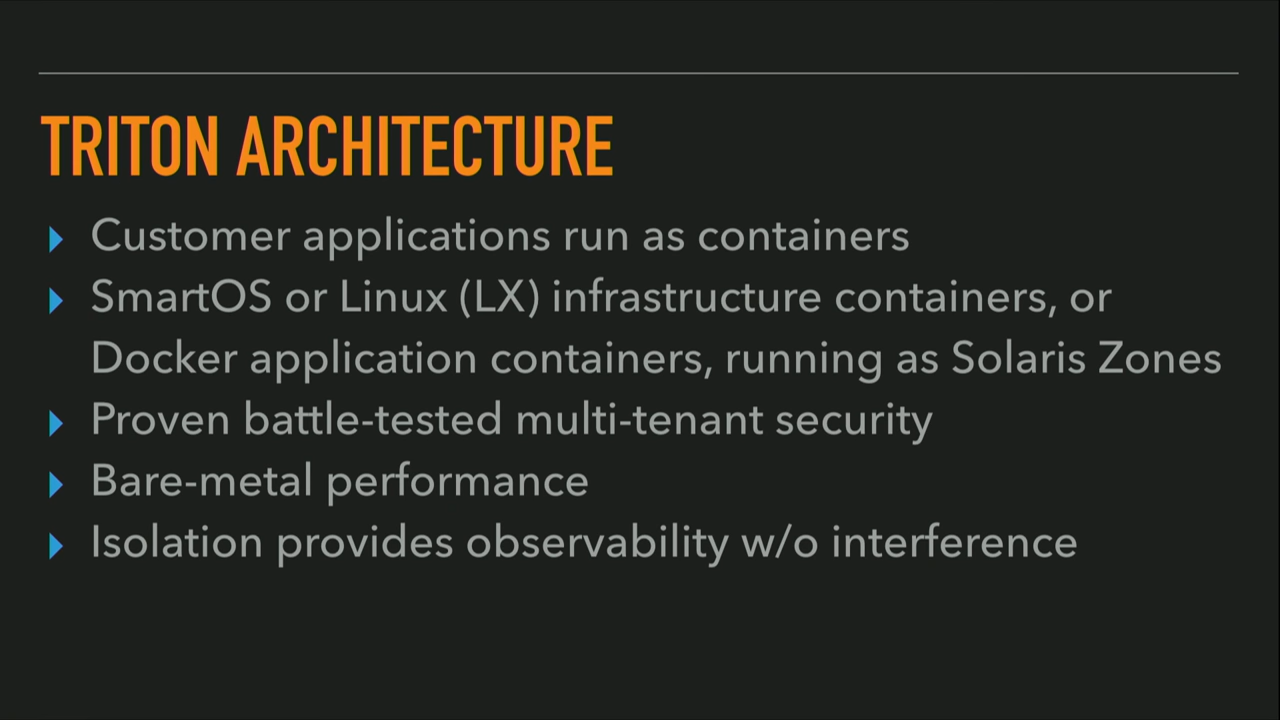 TRITON ARCHITECTURE
Customer applications run as containers
SmartOS or Linux (LX) infrastructure containers, or
Docker application containers, running as Solaris Zones
Proven battle-tested multi-tenant security
Bare-metal performance
Isolation provides observability w/o interference